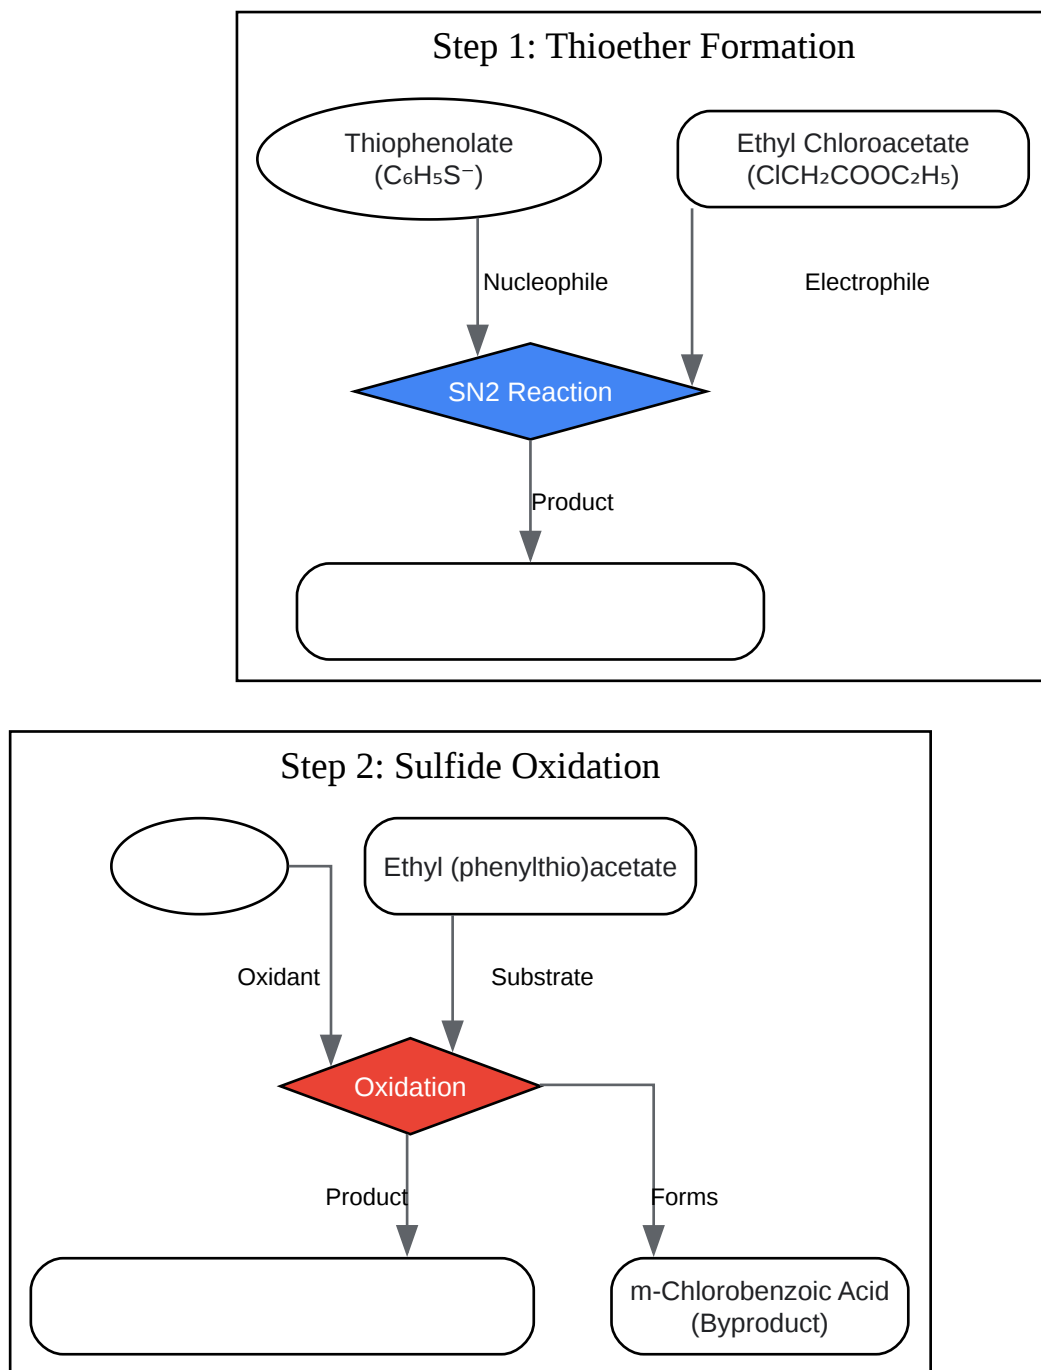 Step 1: Thioether Formation
Thiophenolate
(C₆H₅S⁻)
Ethyl Chloroacetate
(ClCH₂COOC₂H₅)
Nucleophile
Electrophile
SN2 Reaction
Product
Step 2: Sulfide Oxidation
Ethyl (phenylthio)acetate
Oxidant
Substrate
Oxidation
Product
Forms
m-Chlorobenzoic Acid
(Byproduct)